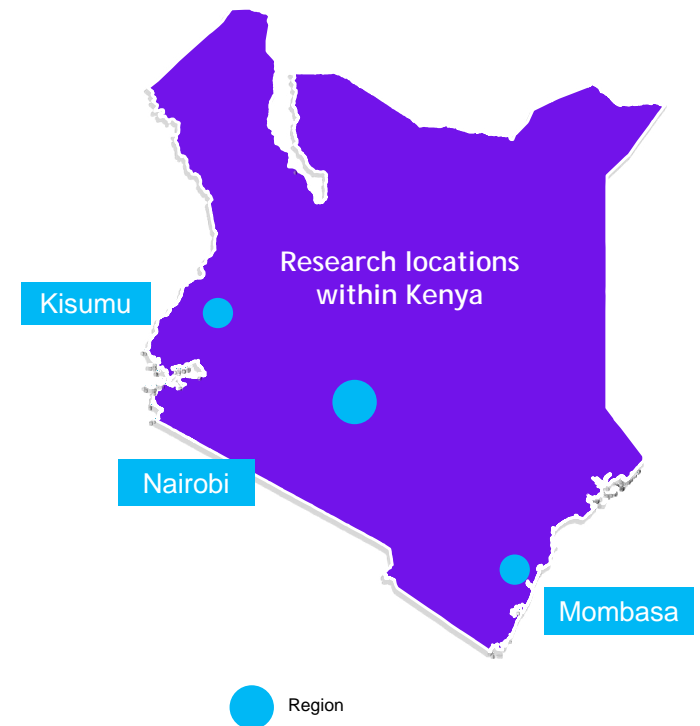 Research locations
within Kenya
Kisumu
Nairobi
Mombasa
Region